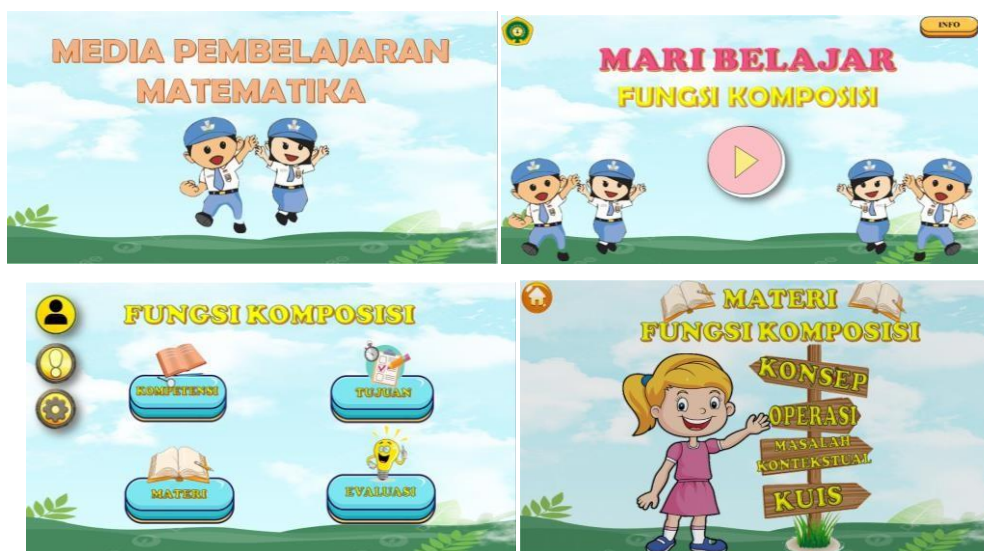 MEDIA PEMBELAJARAN
MATEMATIKA
INFO
MARI BELAJAR
FUNGSI KOMPOSISI
FUNGSI KOMPOSISI
KOMPETENSI
TUJUAN
MATERI
EVALUASI
MATERI
FUNGSI KOMPOSISI
KONSEP
OPERASI
MASALAH
KONTEKSTUAL
KUIS